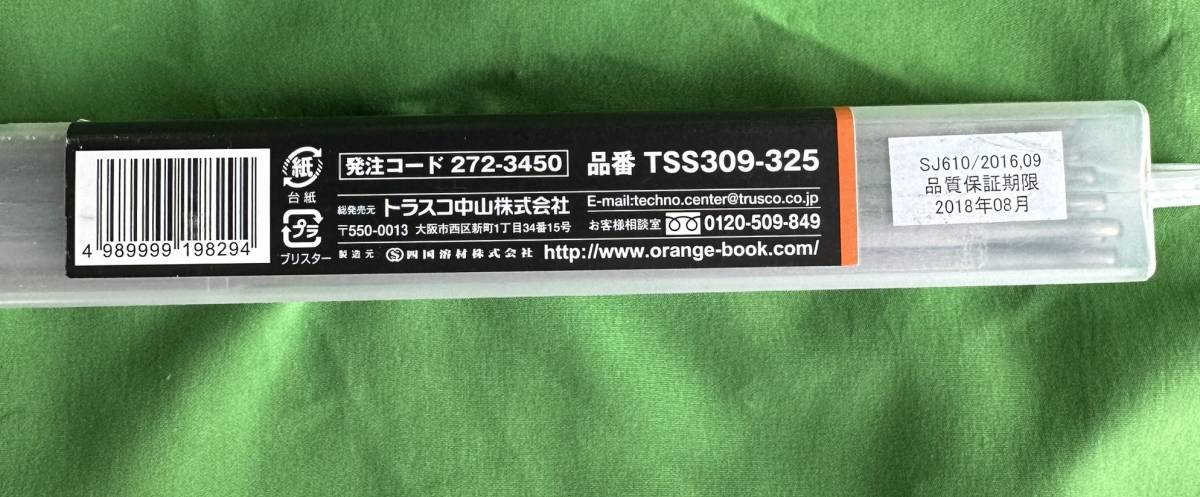 4 989999 198294
紙
台紙
プラ
ブリスター
発注コード 272-3450
総発売元 トラスコ中山株式会社
〒550-0013 大阪市西区新町1丁目34番15号
製造元 S 四国溶材株式会社
品番 TSS309-325
E-mail:techno.center@trusco.co.jp
お客様相談室 0120-509-849
http://www.orange-book.com/
SJ610/2016,09
品質保証期限
2018年08月